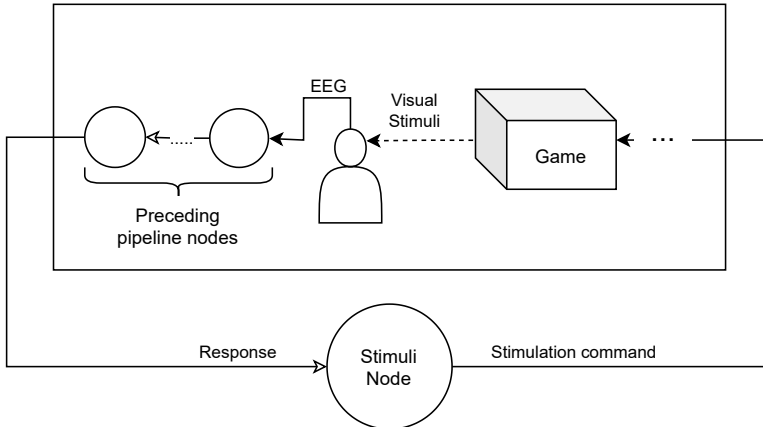 EEG
Visual
Stimuli
...
Game
.....
Preceding
pipeline nodes
Response
Stimuli
Node
Stimulation command